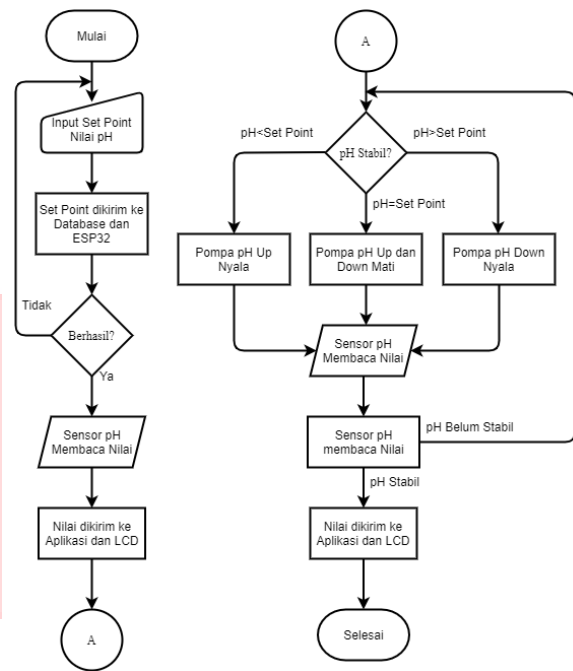 Mulai
Input Set Point
Nilai pH
Set Point dikirim ke
Database dan
ESP32
Tidak
Berhasil?
Ya
Sensor pH
Membaca Nilai
Nilai dikirim ke
Aplikasi dan LCD
A
A
pH<Set Point
pH>Set Point
pH Stabil?
pH=Set Point
Pompa pH Up
Nyala
Pompa pH Up dan
Down Mati
Pompa pH Down
Nyala
Sensor pH
Membaca Nilai
Sensor pH
membaca Nilai
pH Belum Stabil
pH Stabil
Nilai dikirim ke
Aplikasi dan LCD
Selesai